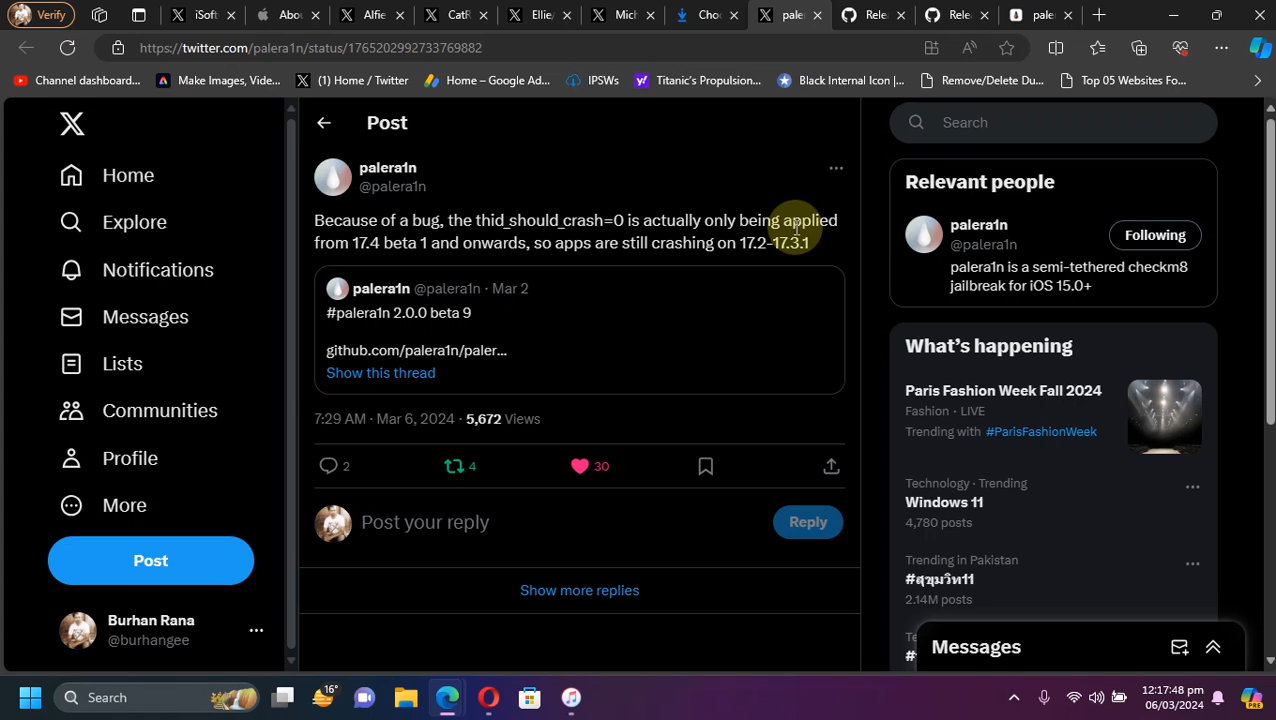 Verify
iSoft
Abou
Alfie
Catr
Ellie/
Mich
Cho
pale
Rele
Rele
pale
https://twitter.com/palera1n/status/1765202992733769882
Channel dashboard...
Make Images, Vide...
(1) Home / Twitter
Home – Google Ad...
IPSWs
Titanic's Propulsion...
Black Internal Icon |...
Remove/Delete Du...
Top 05 Websites Fo...
X
Home
Explore
Notifications
Messages
Lists
Communities
Profile
More
Post
Burhan Rana
@burhangee
Post
palera1n
@palera1n
Because of a bug, the thid_should_crash=0 is actually only being applied
from 17.4 beta 1 and onwards, so apps are still crashing on 17.2-17.3.1
palera1n @palera1n · Mar 2
#palera1n 2.0.0 beta 9
github.com/palera1n/paler...
Show this thread
7:29 AM · Mar 6, 2024 · 5,672 Views
2
4
30
Post your reply
Reply
Show more replies
Search
Relevant people
palera1n
@palera1n
Following
palera1n is a semi-tethered checkm8
jailbreak for iOS 15.0+
What's happening
Paris Fashion Week Fall 2024
Fashion · LIVE
Trending with #ParisFashionWeek
Technology · Trending
Windows 11
4,780 posts
Trending in Pakistan
#สุขุมวิท11
2.14M posts
Messages
Search
16°
12:17:48 pm
06/03/2024
PRE